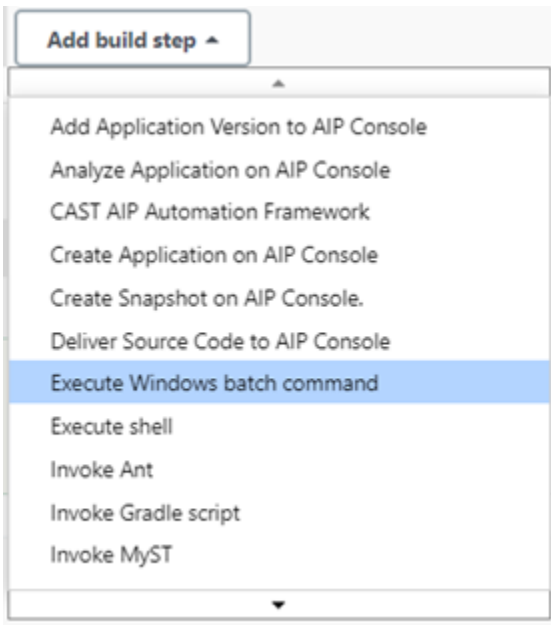 Add build step
Add Application Version to AIP Console
Analyze Application on AIP Console
CAST AIP Automation Framework
Create Application on AIP Console
Create Snapshot on AIP Console.
Deliver Source Code to AIP Console
Execute Windows batch command
Execute shell
Invoke Ant
Invoke Gradle script
Invoke MyST